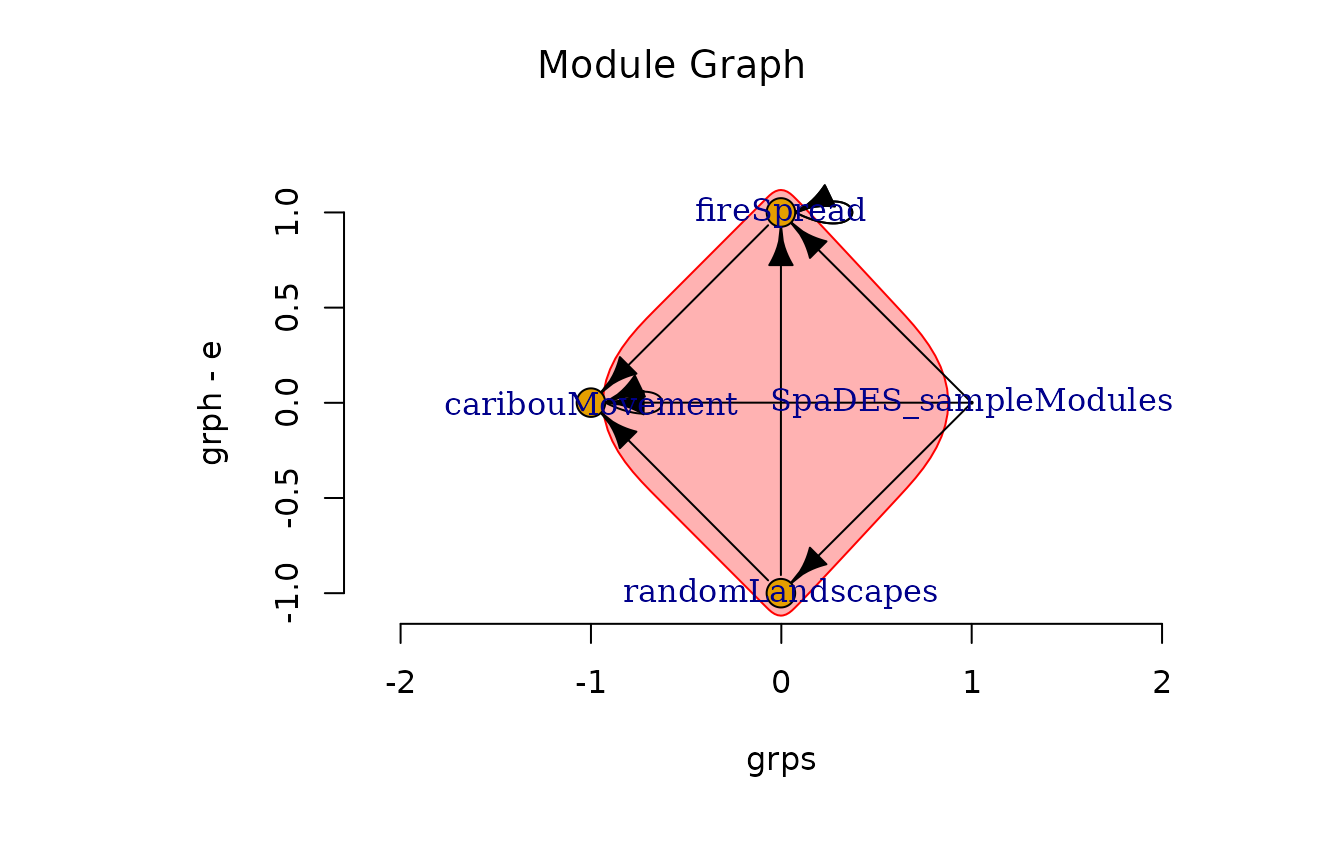 Module Graph
fireSpread
caribouMovement
SpaDES_sampleModules
randomLandscapes
grph - e
1.0
0.5
0.0
-0.5
-1.0
-2 -1 0 1 2
grps